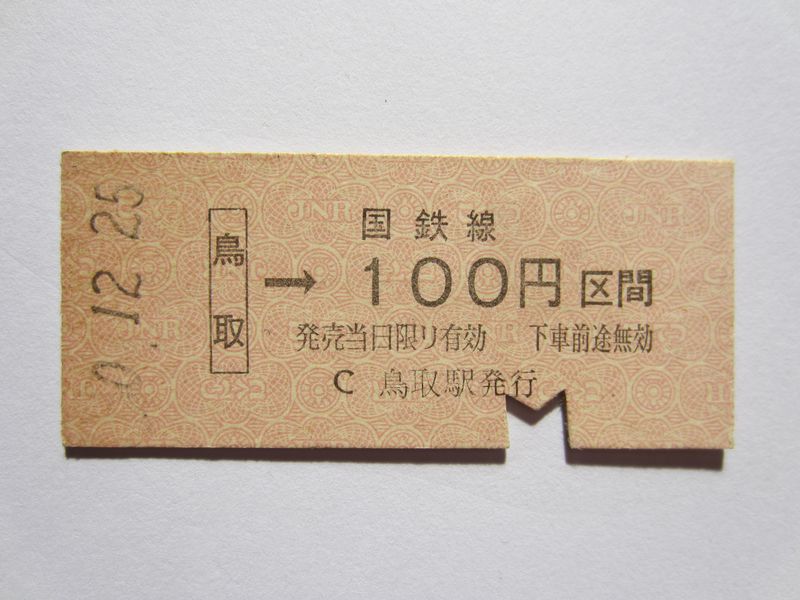 .12.25
鳥取
→
国鉄線
100円区間
発売当日限り有効 下車前途無効
C 鳥取駅発行
JNR